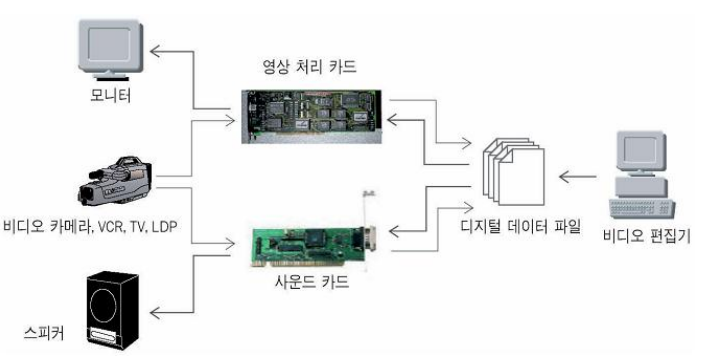 영상 처리 카드
모니터
비디오 카메라, VCR, TV, LDP
디지털 데이터 파일
비디오 편집기
사운드 카드
스피커